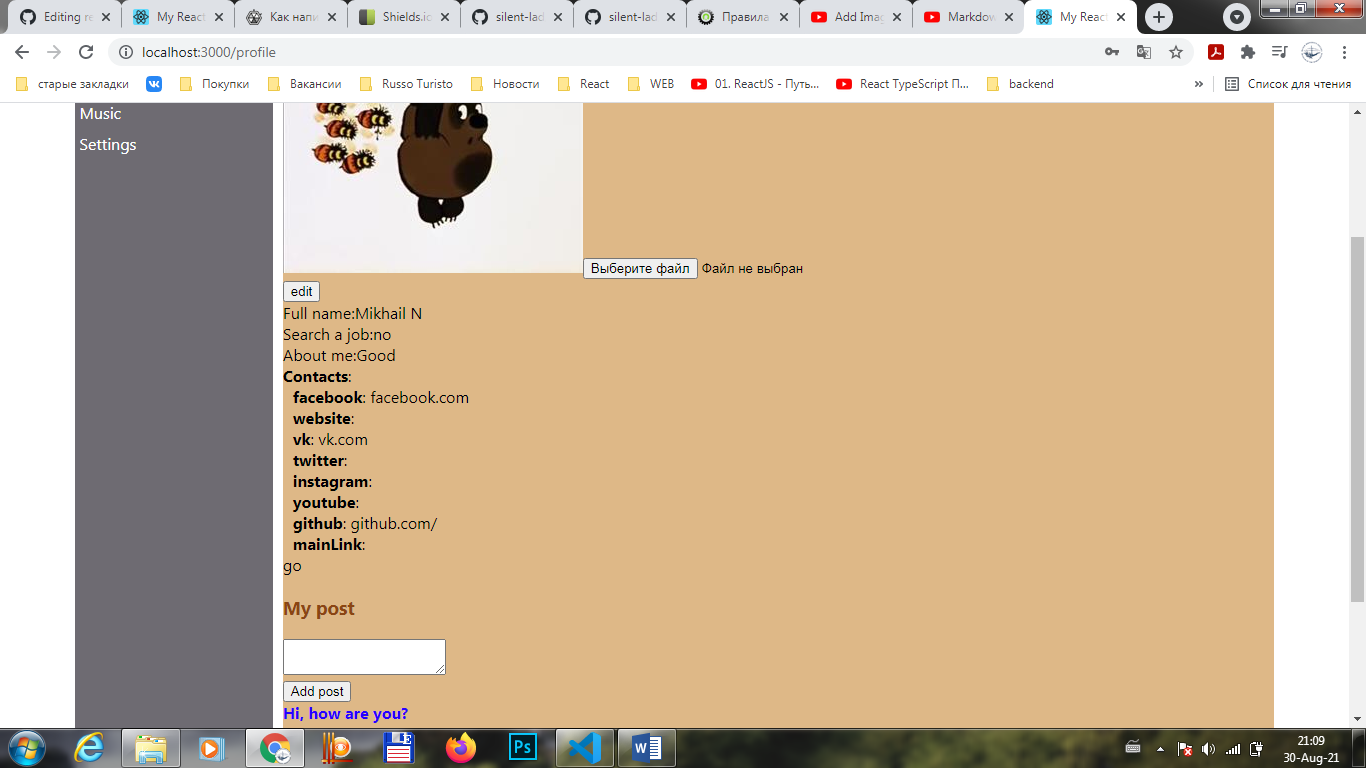 Editing re
My React
Как напи
Shields.io
silent-lad
silent-lad
Правила
Add Imag
Markdow
My React
localhost:3000/profile
старые закладки
Покупки
Вакансии
Russo Turisto
Новости
React
WEB
01. ReactJS - Путь...
React TypeScript П...
backend
»
Список для чтения
Music
Settings
Выберите файл Файл не выбран
edit
Full name:Mikhail N
Search a job:no
About me:Good
Contacts:
facebook: facebook.com
website:
vk: vk.com
twitter:
instagram:
youtube:
github: github.com/
mainLink:
go
My post
Add post
Hi, how are you?
21:09
30-Aug-21